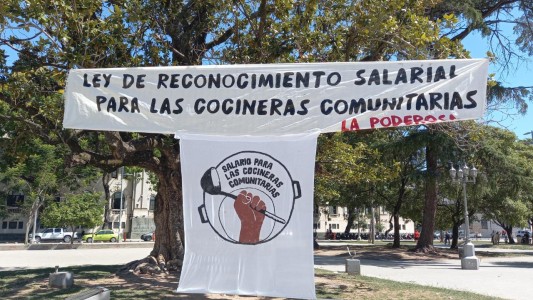 LEY DE RECONOCIMIENTO SALARIAL
PARA LAS COCINERAS COMUNITARIAS
LA PODEROSA
SALARIO PARA
LAS COCINERAS
COMUNITARIAS